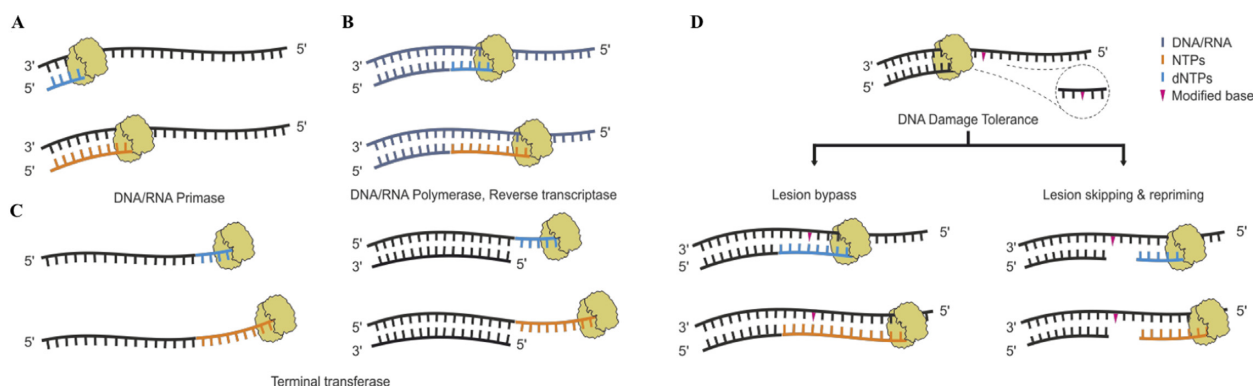 A
5'
3'
5'
3'
5'
5'
DNA/RNA Primase
B
5'
3'
5'
5'
3'
5'
DNA/RNA Polymerase, Reverse transcriptase
C
5'
5'
5'
3'
5'
5'
3'
5'
Terminal transferase
D
5'
3'
5'
DNA/RNA
NTPs
dNTPs
Modified base
DNA Damage Tolerance
Lesion bypass
Lesion skipping & repriming
5'
3'
5'
5'
3'
5'
5'
3'
5'
5'
3'
5'